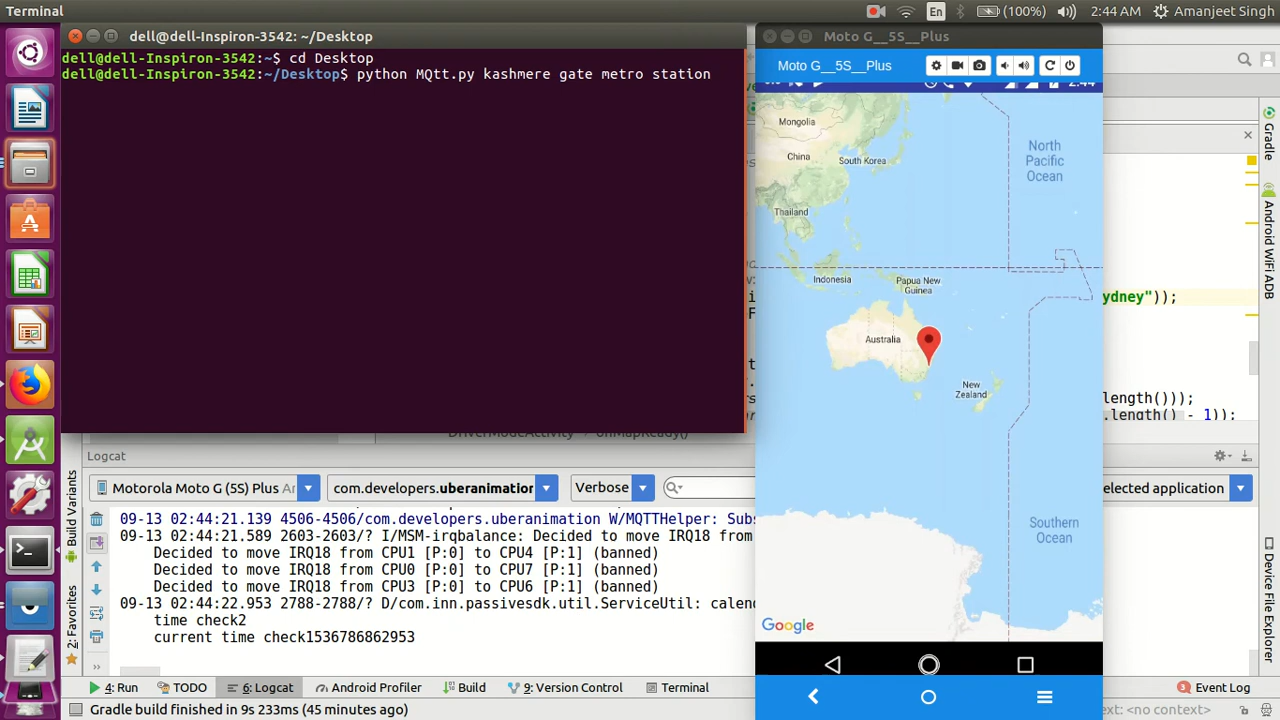 Terminal
En
(100%)
2:44 AM
Amanjeet Singh
dell@dell-Inspiron-3542: ~/Desktop
dell@dell-Inspiron-3542:~$ cd Desktop
dell@dell-Inspiron-3542:~/Desktop$ python MQtt.py kashmere gate metro station
Moto G__5S__Plus
Moto G__5S__Plus
Mongolia
China
South Korea
North
Pacific
Ocean
Thailand
Indonesia
Papua New
Guinea
Australia
New
Zealand
Southern
Ocean
Google
ydney"));
length()));
.length() - 1));
Gradle
Android WiFi ADB
Device File Explorer
DriverModeActivity
onMapReady()
Logcat
Motorola Moto G (5S) Plus
com.developers.uberanimation
Verbose
elected application
09-13 02:44:21.139 4506-4506/com.developers.uberanimation W/MQTTHelper: Subs
09-13 02:44:21.589 2603-2603/? I/MSM-irqbalance: Decided to move IRQ18 from
Decided to move IRQ18 from CPU1 [P:0] to CPU4 [P:1] (banned)
Decided to move IRQ18 from CPU0 [P:0] to CPU7 [P:1] (banned)
Decided to move IRQ18 from CPU3 [P:0] to CPU6 [P:1] (banned)
09-13 02:44:22.953 2788-2788/? D/com.inn.passivesdk.util.ServiceUtil: calen
time check2
current time check1536786862953
Build Variants
2: Favorites
4: Run
TODO
6: Logcat
Android Profiler
Build
9: Version Control
Terminal
3
Event Log
Gradle build finished in 9s 233ms (45 minutes ago)
<no context>